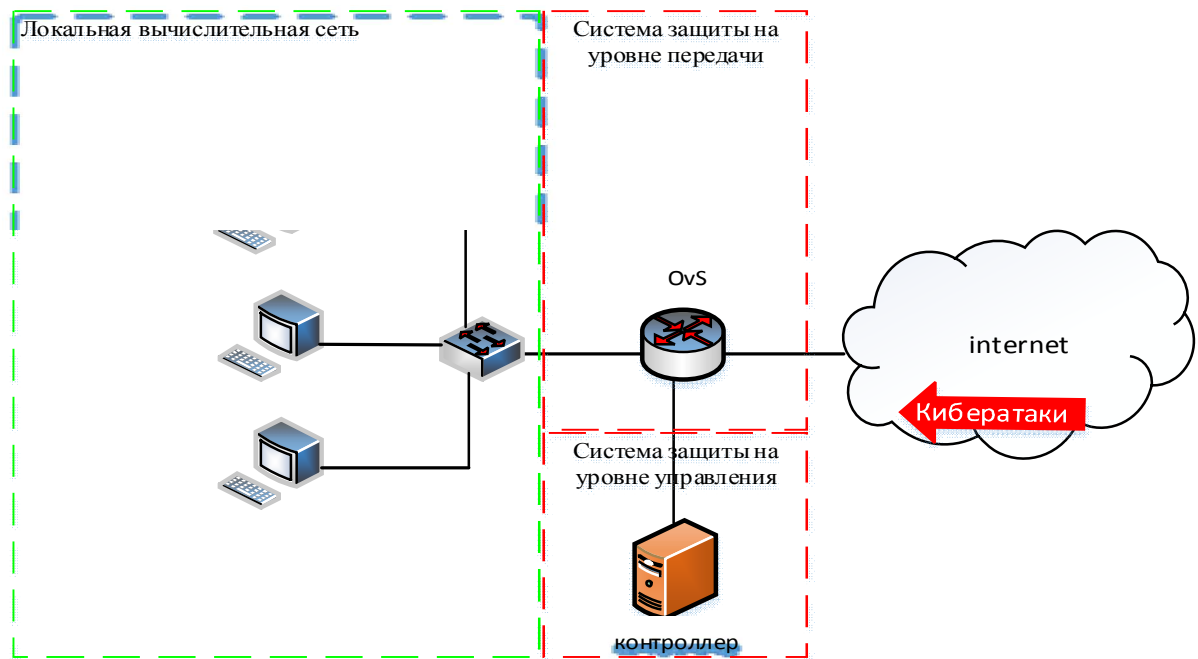 Локальная вычислительная сеть
Система защиты на
уровне передачи
OvS
internet
Кибератаки
Система защиты на
уровне управления
контроллер